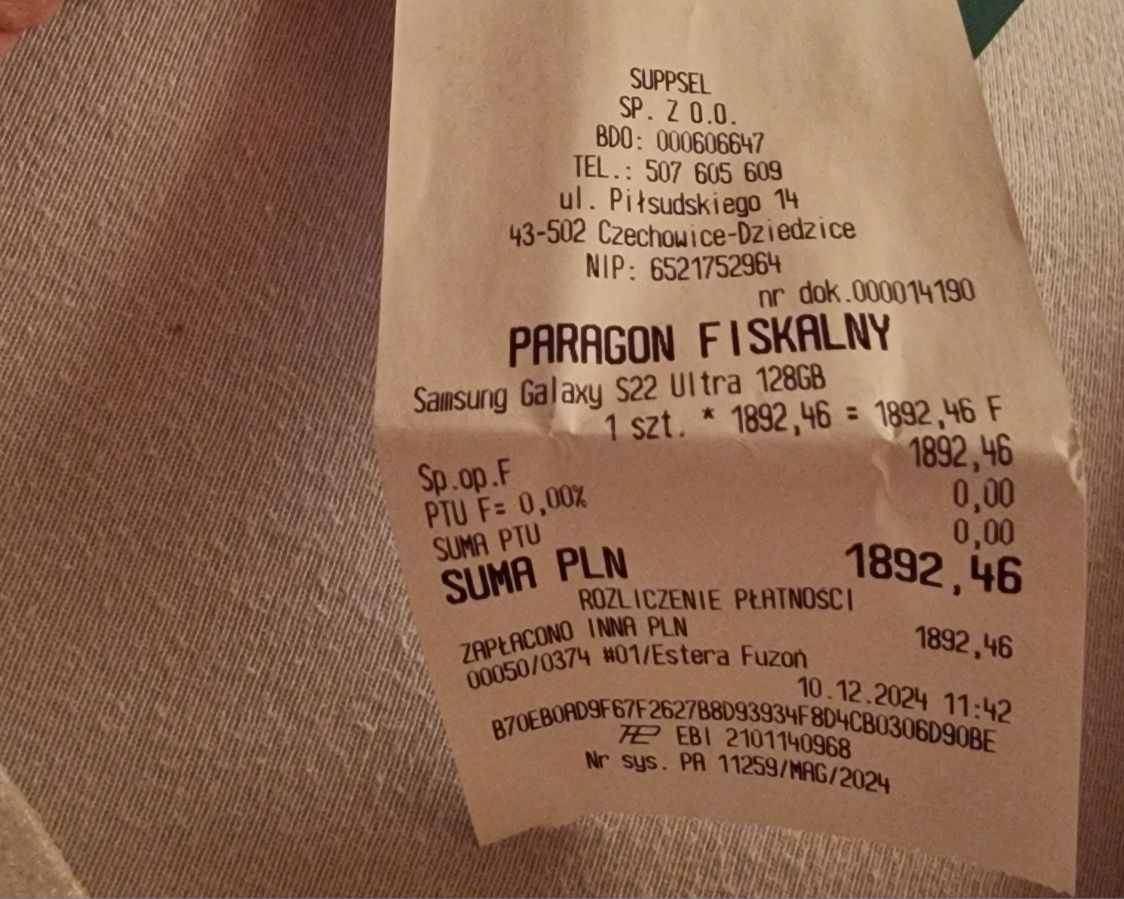 SUPPSEL
SP. Z O.O.
BDO: 000606647
TEL.: 507 605 609
ul. Piłsudskiego 14
43-502 Czechowice-Dziedzice
NIP: 6521752964
nr dok.000014190
PARAGON FISKALNY
Samsung Galaxy S22 Ultra 128GB
1 szt. * 1892,46 = 1892,46 F
Sp.op.F 1892,46
PTU F= 0,00% 0,00
SUMA PTU 0,00
SUMA PLN 1892,46
ROZLICZENIE PŁATNOŚCI
ZAPŁACONO INNA PLN 1892,46
00050/0374 #01/Estera Fuzoń
10.12.2024 11:42
B70EB0AD9F67F2627B8D93934F8D4CB0306D90BE
EBI 2101140968
Nr sys. PA 11259/MAG/2024